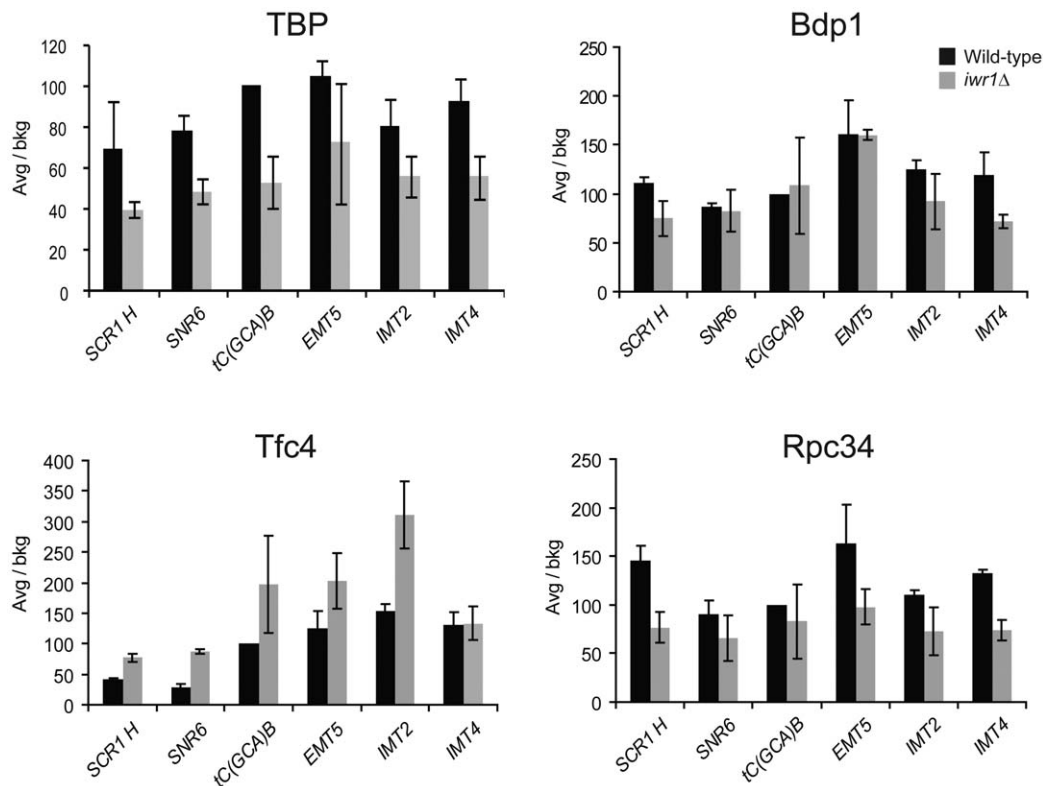 TBP
Avg / bkg
120
100
80
60
40
20
0
SCR1 H
SNR6
tC(GCA)B
EMT5
IMT2
IMT4
Bdp1
Wild-type
iwr1Δ
Avg / bkg
250
200
150
100
50
0
SCR1 H
SNR6
tC(GCA)B
EMT5
IMT2
IMT4
Tfc4
Avg / bkg
400
350
300
250
200
150
100
50
0
SCR1 H
SNR6
tC(GCA)B
EMT5
IMT2
IMT4
Rpc34
Avg / bkg
250
200
150
100
50
0
SCR1 H
SNR6
tC(GCA)B
EMT5
IMT2
IMT4